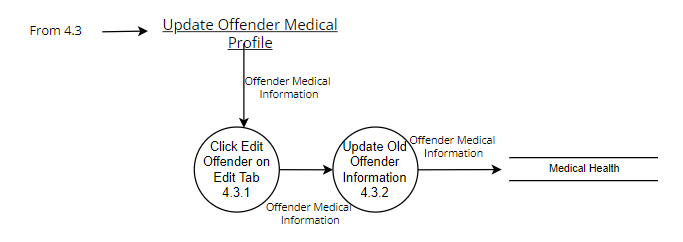 From 4.3
Update Offender Medical
Profile
Offender Medical
Information
Click Edit
Offender on
Edit Tab
4.3.1
Offender Medical
Information
Update Old
Offender
Information
4.3.2
Offender Medical
Information
Medical Health